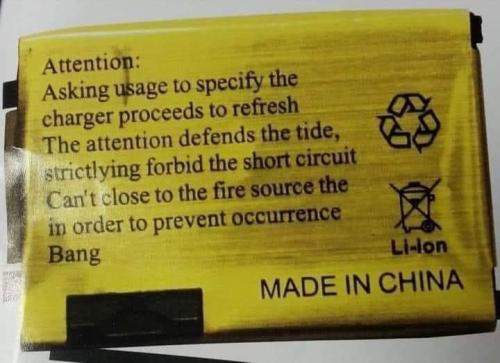 Attention:
Asking usage to specify the
charger proceeds to refresh
The attention defends the tide,
strictlying forbid the short circuit
Can't close to the fire source the
in order to prevent occurrence
Bang
Li-Ion
MADE IN CHINA